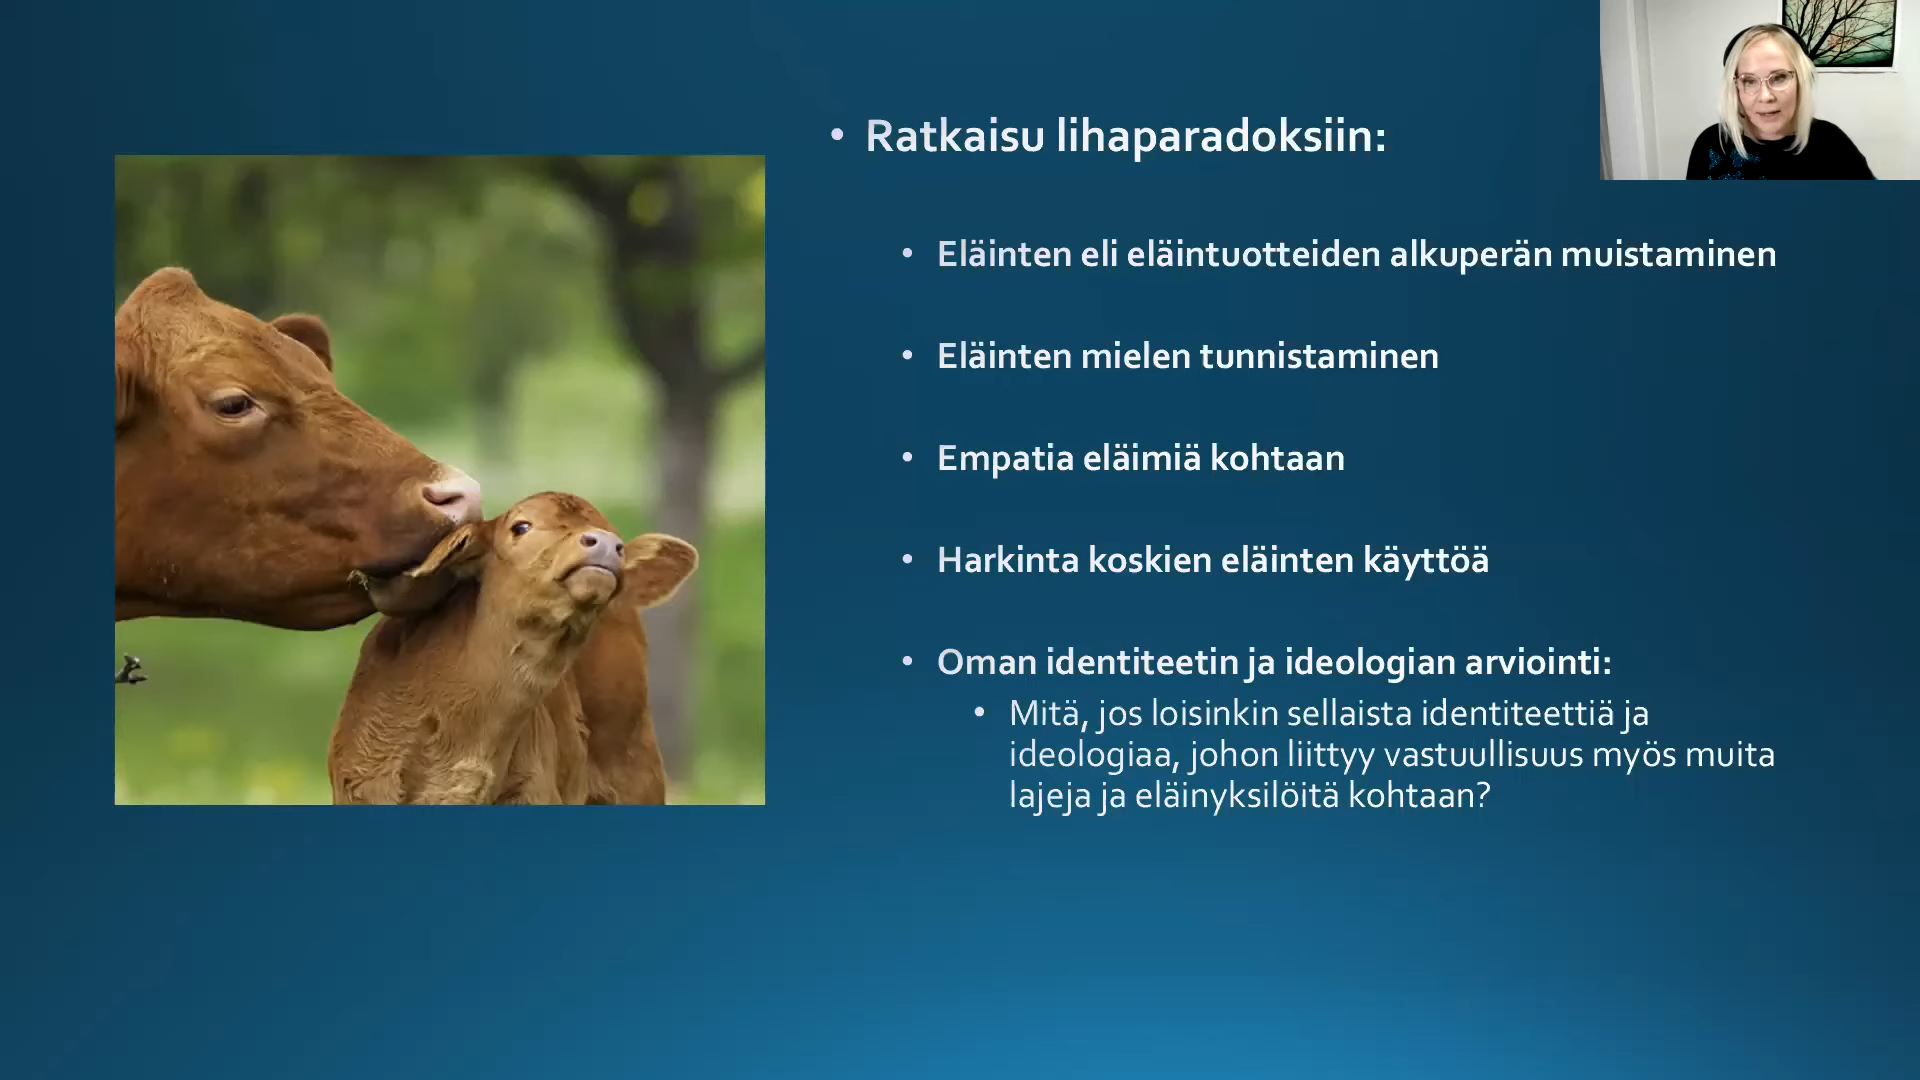 Ratkaisu lihaparadoksiin:
Eläinten eli eläintuotteiden alkuperän muistaminen
Eläinten mielen tunnistaminen
Empatia eläimiä kohtaan
Harkinta koskien eläinten käyttöä
Oman identiteetin ja ideologian arviointi:
Mitä, jos loisinkin sellaista identiteettiä ja
ideologiaa, johon liittyy vastuullisuus myös muita
lajeja ja eläinyksilöitä kohtaan?